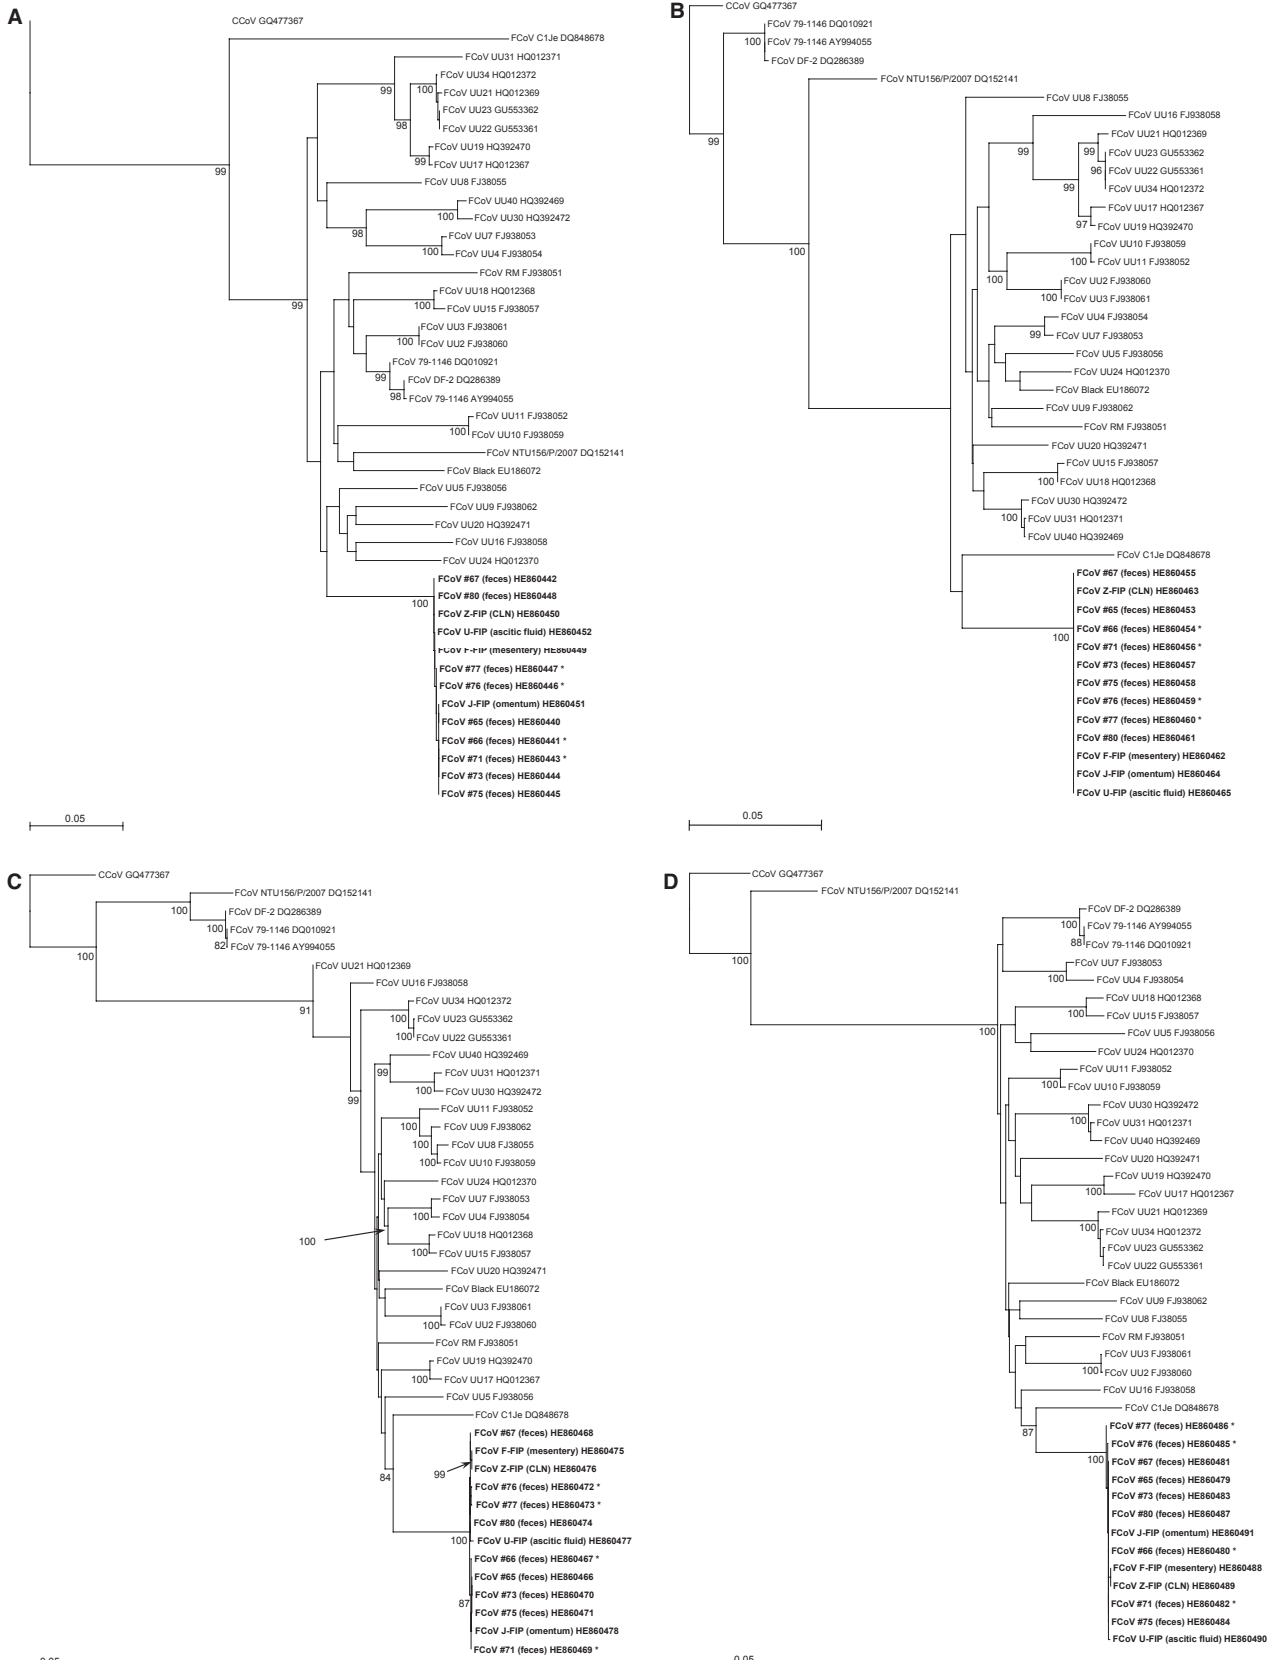 A
CCoV GQ477367
FCoV C1Je DQ848678
FCoV UU31 HQ012371
FCoV UU34 HQ012372
99
100
FCoV UU21 HQ012369
FCoV UU23 GU553362
98
FCoV UU22 GU553361
FCoV UU19 HQ392470
99
FCoV UU17 HQ012367
99
FCoV UU8 FJ38055
FCoV UU40 HQ392469
100
FCoV UU30 HQ392472
98
FCoV UU7 FJ938053
100
FCoV UU4 FJ938054
FCoV RM FJ938051
FCoV UU18 HQ012368
99
100
FCoV UU15 FJ938057
FCoV UU3 FJ938061
100
FCoV UU2 FJ938060
FCoV 79-1146 DQ010921
99
FCoV DF-2 DQ286389
98
FCoV 79-1146 AY994055
FCoV UU11 FJ938052
100
FCoV UU10 FJ938059
FCoV NTU156/P/2007 DQ152141
FCoV Black EU186072
FCoV UU5 FJ938056
FCoV UU9 FJ938062
FCoV UU20 HQ392471
FCoV UU16 FJ938058
FCoV UU24 HQ012370
FCoV #67 (feces) HE860442
100
FCoV #80 (feces) HE860448
FCoV Z-FIP (CLN) HE860450
FCoV U-FIP (ascitic fluid) HE860452
FCoV F-FIP (mesentery) HE860449
FCoV #77 (feces) HE860447 *
FCoV #76 (feces) HE860446 *
FCoV J-FIP (omentum) HE860451
FCoV #65 (feces) HE860440
FCoV #66 (feces) HE860441 *
FCoV #71 (feces) HE860443 *
FCoV #73 (feces) HE860444
FCoV #75 (feces) HE860445
0.05
B
CCoV GQ477367
FCoV 79-1146 DQ010921
100
FCoV 79-1146 AY994055
FCoV DF-2 DQ286389
FCoV NTU156/P/2007 DQ152141
FCoV UU8 FJ38055
FCoV UU16 FJ938058
99
FCoV UU21 HQ012369
99
99
FCoV UU23 GU553362
96
FCoV UU22 GU553361
99
FCoV UU34 HQ012372
FCoV UU17 HQ012367
97
FCoV UU19 HQ392470
100
FCoV UU10 FJ938059
100
FCoV UU11 FJ938052
100
FCoV UU2 FJ938060
100
FCoV UU3 FJ938061
FCoV UU4 FJ938054
99
FCoV UU7 FJ938053
FCoV UU5 FJ938056
FCoV UU24 HQ012370
FCoV Black EU186072
FCoV UU9 FJ938062
FCoV RM FJ938051
FCoV UU20 HQ392471
FCoV UU15 FJ938057
100
FCoV UU18 HQ012368
FCoV UU30 HQ392472
100
FCoV UU31 HQ012371
FCoV UU40 HQ392469
FCoV C1Je DQ848678
FCoV #67 (feces) HE860455
FCoV Z-FIP (CLN) HE860463
FCoV #65 (feces) HE860453
FCoV #66 (feces) HE860454 *
100
FCoV #71 (feces) HE860456 *
FCoV #73 (feces) HE860457
FCoV #75 (feces) HE860458
FCoV #76 (feces) HE860459 *
FCoV #77 (feces) HE860460 *
FCoV #80 (feces) HE860461
FCoV F-FIP (mesentery) HE860462
FCoV J-FIP (omentum) HE860464
FCoV U-FIP (ascitic fluid) HE860465
0.05
C
CCoV GQ477367
FCoV NTU156/P/2007 DQ152141
100
FCoV DF-2 DQ286389
100
FCoV 79-1146 DQ010921
82
FCoV 79-1146 AY994055
100
FCoV UU21 HQ012369
FCoV UU16 FJ938058
91
FCoV UU34 HQ012372
100
FCoV UU23 GU553362
100
FCoV UU22 GU553361
FCoV UU40 HQ392469
99
FCoV UU31 HQ012371
100
FCoV UU30 HQ392472
99
FCoV UU11 FJ938052
100
FCoV UU9 FJ938062
100
FCoV UU8 FJ38055
100
FCoV UU10 FJ938059
FCoV UU24 HQ012370
FCoV UU7 FJ938053
100
FCoV UU4 FJ938054
100
FCoV UU18 HQ012368
100
FCoV UU15 FJ938057
FCoV UU20 HQ392471
FCoV Black EU186072
FCoV UU3 FJ938061
100
FCoV UU2 FJ938060
FCoV RM FJ938051
FCoV UU19 HQ392470
100
FCoV UU17 HQ012367
FCoV UU5 FJ938056
FCoV C1Je DQ848678
FCoV #67 (feces) HE860468
FCoV F-FIP (mesentery) HE860475
99
FCoV Z-FIP (CLN) HE860476
84
FCoV #76 (feces) HE860472 *
FCoV #77 (feces) HE860473 *
FCoV #80 (feces) HE860474
100
FCoV U-FIP (ascitic fluid) HE860477
FCoV #66 (feces) HE860467 *
FCoV #65 (feces) HE860466
FCoV #73 (feces) HE860470
87
FCoV #75 (feces) HE860471
FCoV J-FIP (omentum) HE860478
FCoV #71 (feces) HE860469 *
0.05
D
CCoV GQ477367
FCoV NTU156/P/2007 DQ152141
FCoV DF-2 DQ286389
100
FCoV 79-1146 AY994055
88
FCoV 79-1146 DQ010921
100
FCoV UU7 FJ938053
100
FCoV UU4 FJ938054
FCoV UU18 HQ012368
100
FCoV UU15 FJ938057
100
FCoV UU5 FJ938056
FCoV UU24 HQ012370
FCoV UU11 FJ938052
100
FCoV UU10 FJ938059
FCoV UU30 HQ392472
100
FCoV UU31 HQ012371
FCoV UU40 HQ392469
FCoV UU20 HQ392471
FCoV UU19 HQ392470
100
FCoV UU17 HQ012367
FCoV UU21 HQ012369
100
FCoV UU34 HQ012372
FCoV UU23 GU553362
FCoV UU22 GU553361
FCoV Black EU186072
FCoV UU9 FJ938062
FCoV UU8 FJ38055
FCoV RM FJ938051
FCoV UU3 FJ938061
100
FCoV UU2 FJ938060
FCoV UU16 FJ938058
FCoV C1Je DQ848678
87
FCoV #77 (feces) HE860486 *
FCoV #76 (feces) HE860485 *
100
FCoV #67 (feces) HE860481
FCoV #65 (feces) HE860479
FCoV #73 (feces) HE860483
FCoV #80 (feces) HE860487
FCoV J-FIP (omentum) HE860491
FCoV #66 (feces) HE860480 *
FCoV F-FIP (mesentery) HE860488
FCoV Z-FIP (CLN) HE860489
FCoV #71 (feces) HE860482 *
FCoV #75 (feces) HE860484
FCoV U-FIP (ascitic fluid) HE860490
0.05